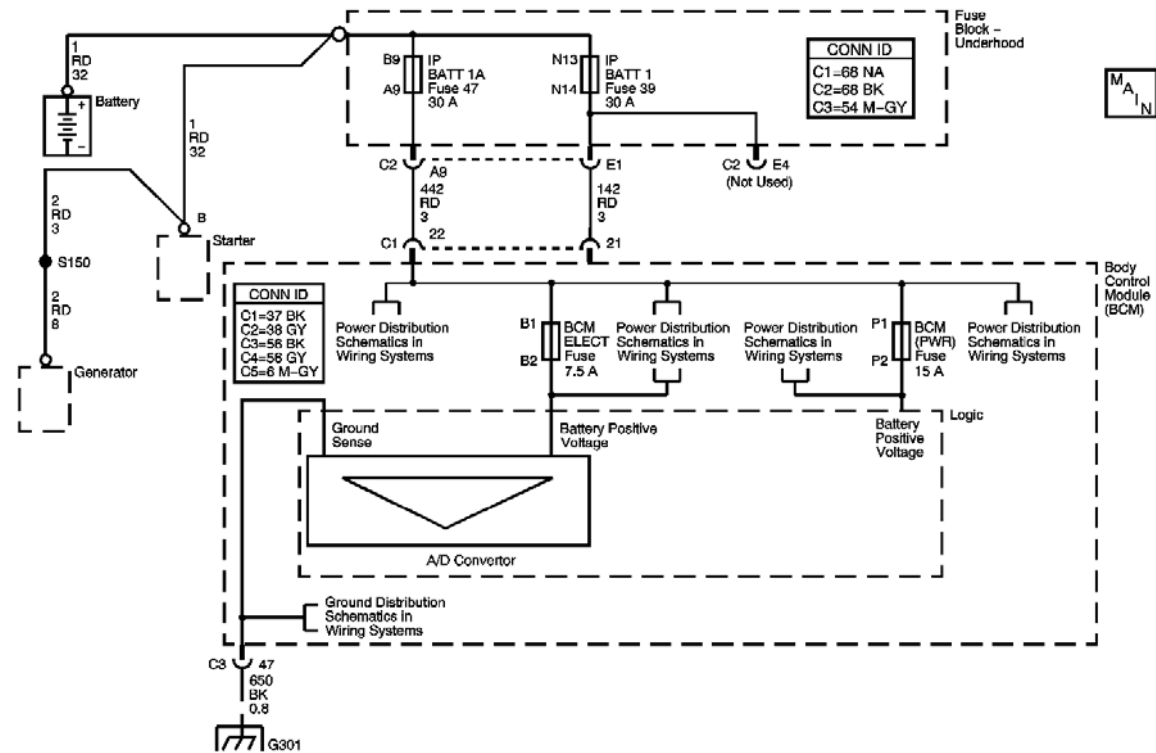 Fuse
Block –
Underhood
1
RD
32
Battery
+
–
1
RD
32
B9
A9
IP
BATT 1A
Fuse 47
30 A
N13
N14
IP
BATT 1
Fuse 39
30 A
CONN ID
C1=68 NA
C2=68 BK
C3=54 M–GY
M
A
I
N
C2
A9
E1
C2
E4
(Not Used)
442
RD
3
142
RD
3
2
RD
3
B
Starter
C1
22
21
S150
2
RD
8
Generator
Body
Control
Module
(BCM)
CONN ID
C1=37 BK
C2=38 GY
C3=56 BK
C4=56 GY
C5=6 M–GY
Power Distribution
Schematics in
Wiring Systems
B1
B2
BCM
ELECT
Fuse
7.5 A
Power Distribution
Schematics in
Wiring Systems
Power Distribution
Schematics in
Wiring Systems
P1
P2
BCM
(PWR)
Fuse
15 A
Power Distribution
Schematics in
Wiring Systems
Logic
Ground
Sense
Battery Positive
Voltage
Battery
Positive
Voltage
A/D Convertor
Ground Distribution
Schematics in
Wiring Systems
C3
47
650
BK
0.8
G301